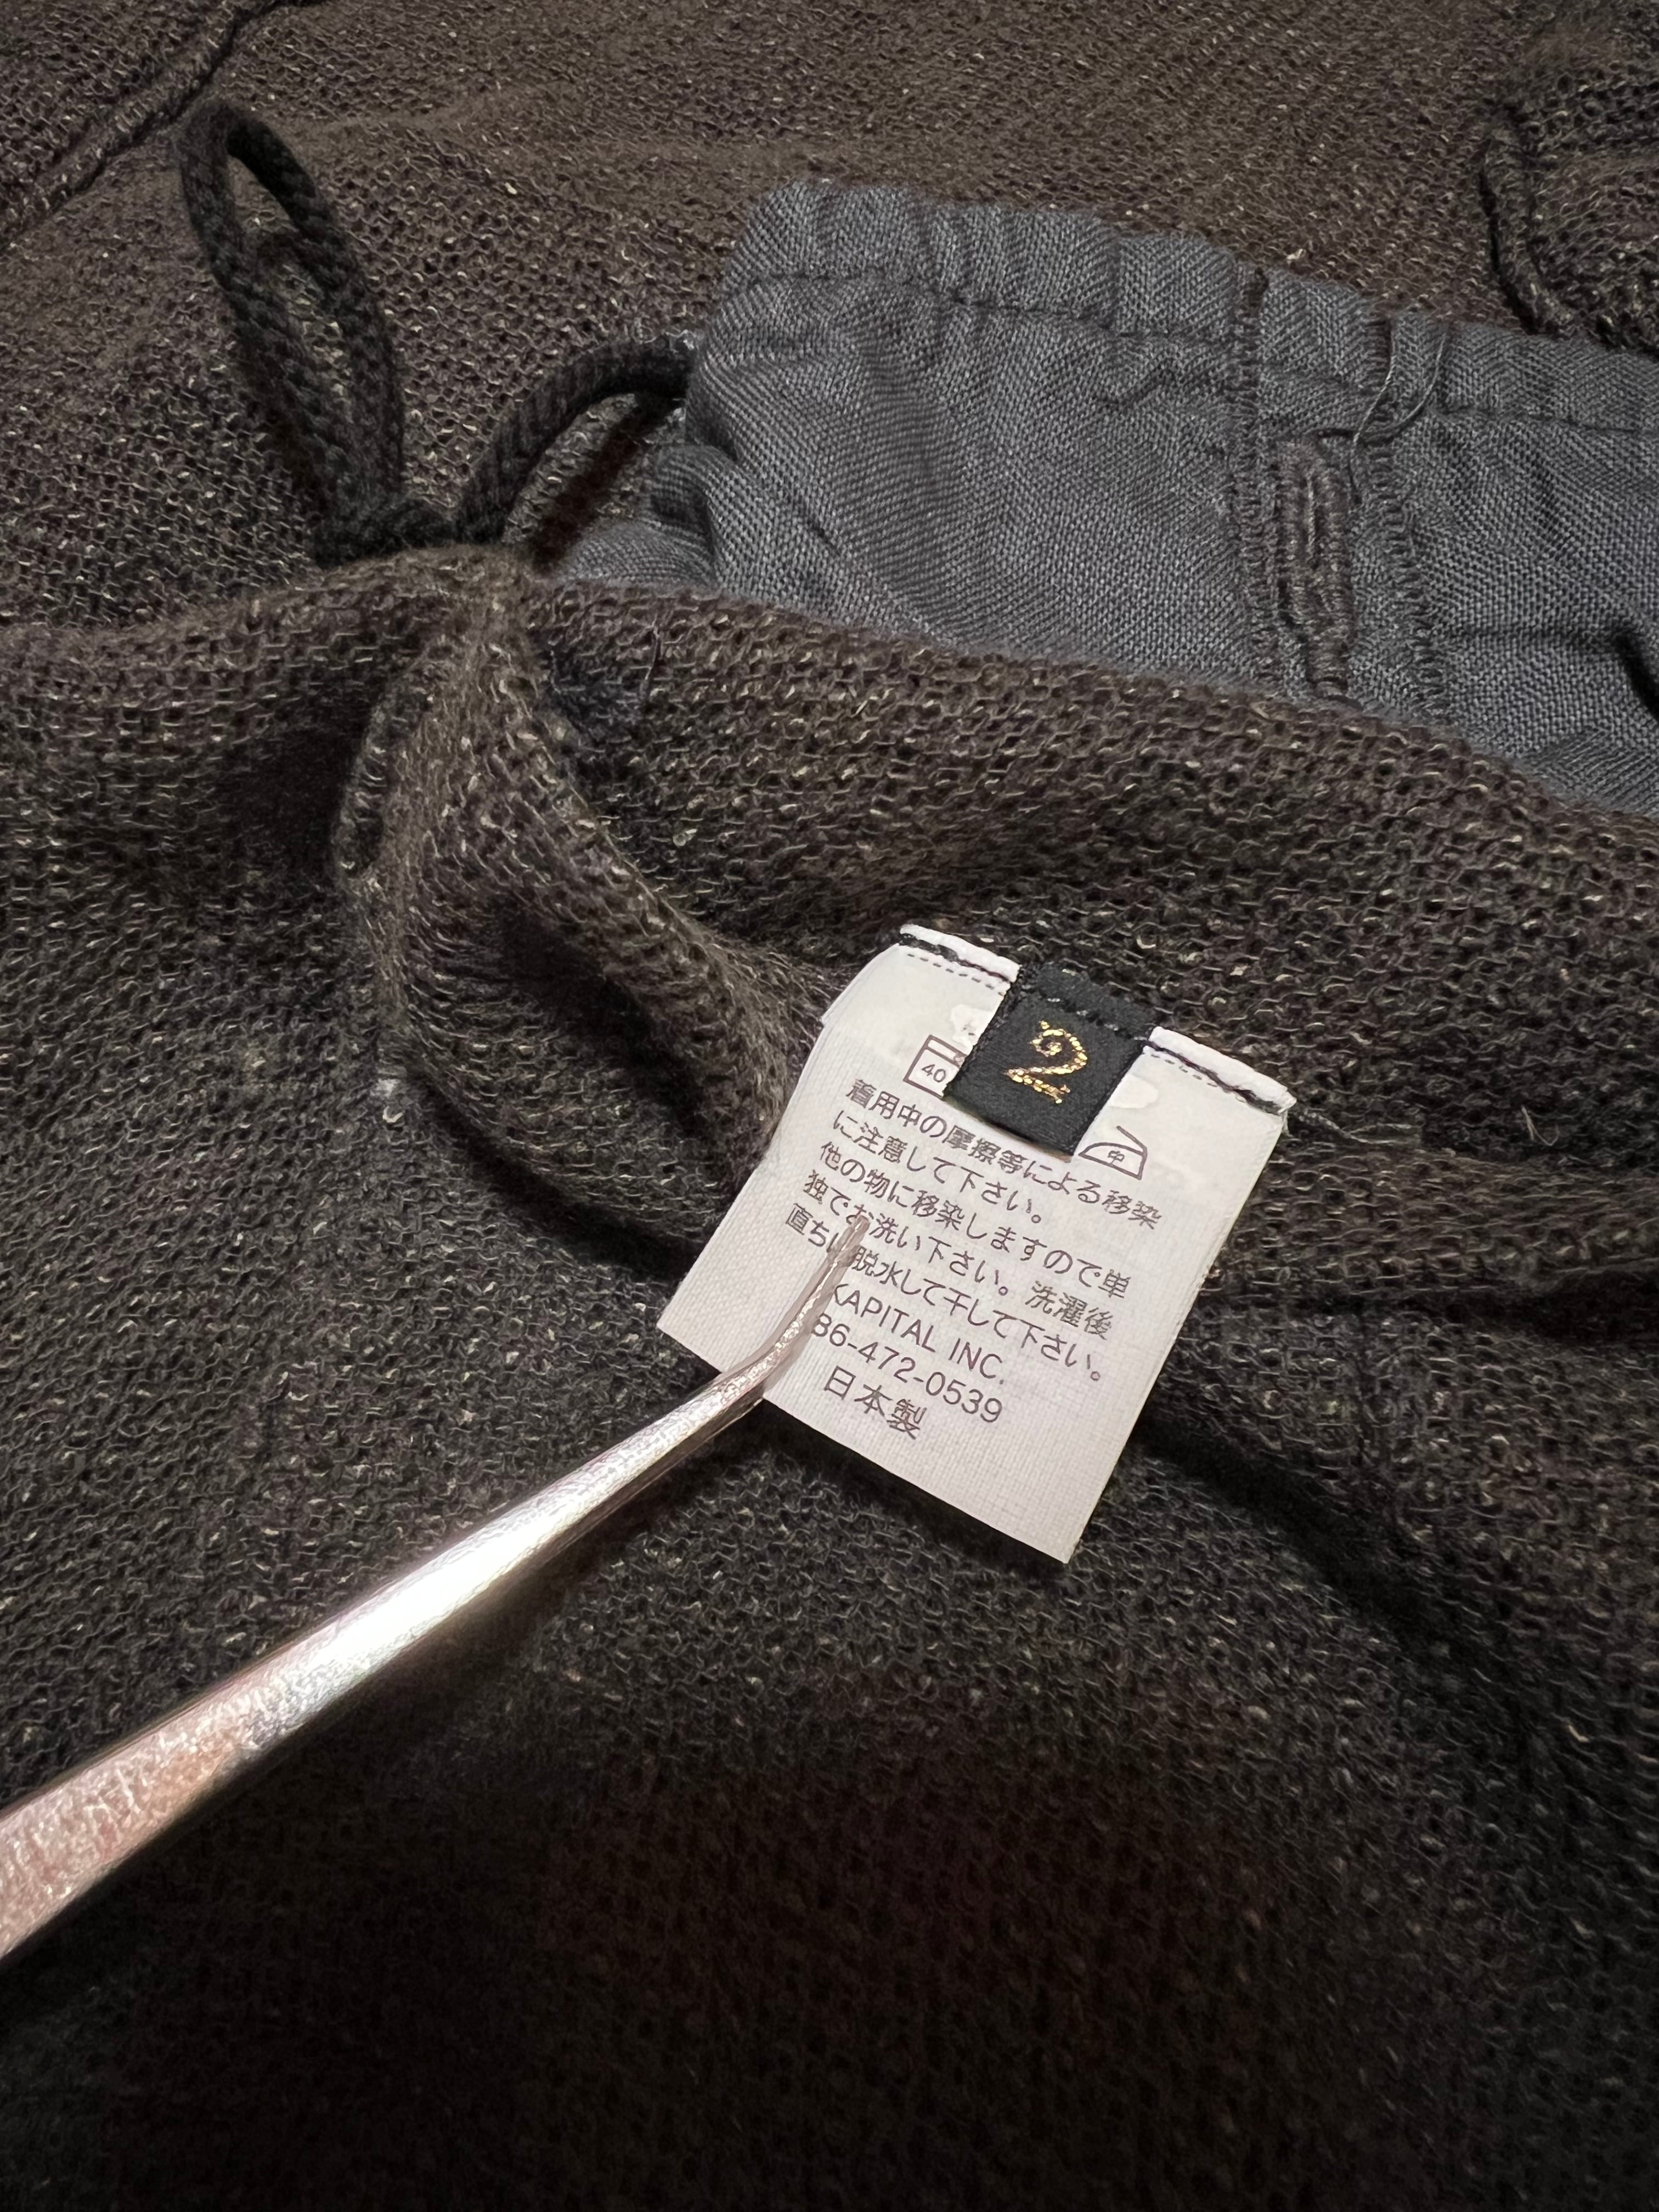 2
40
中
着用中の摩擦等による移染
に注意して下さい。
他の物に移染しますので単
独でお洗い下さい。洗濯後
直ちに脱水して干して下さい。
KAPITAL INC.
86-472-0539
日本製